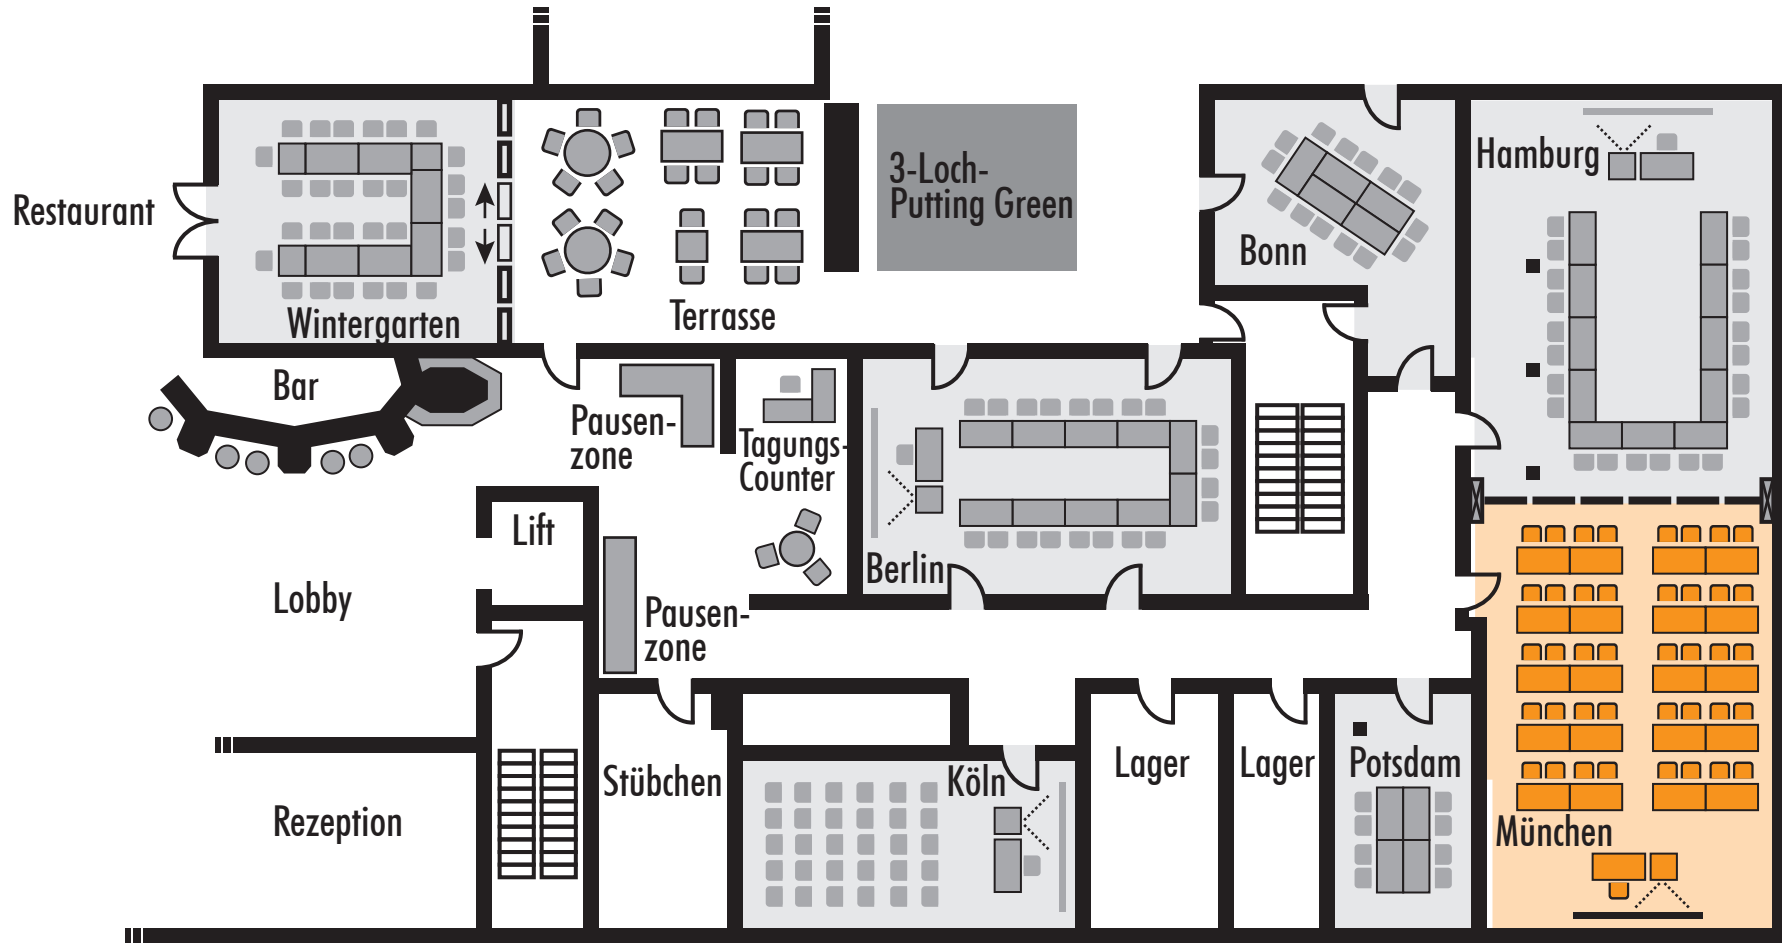 Restaurant
Wintergarten
Terrasse
3-Loch-
Putting Green
Bonn
Hamburg
Bar
Pausen-
zone
Tagungs-
Counter
Berlin
Lift
Lobby
Pausen-
zone
Rezeption
Stübchen
Köln
Lager
Lager
Potsdam
München